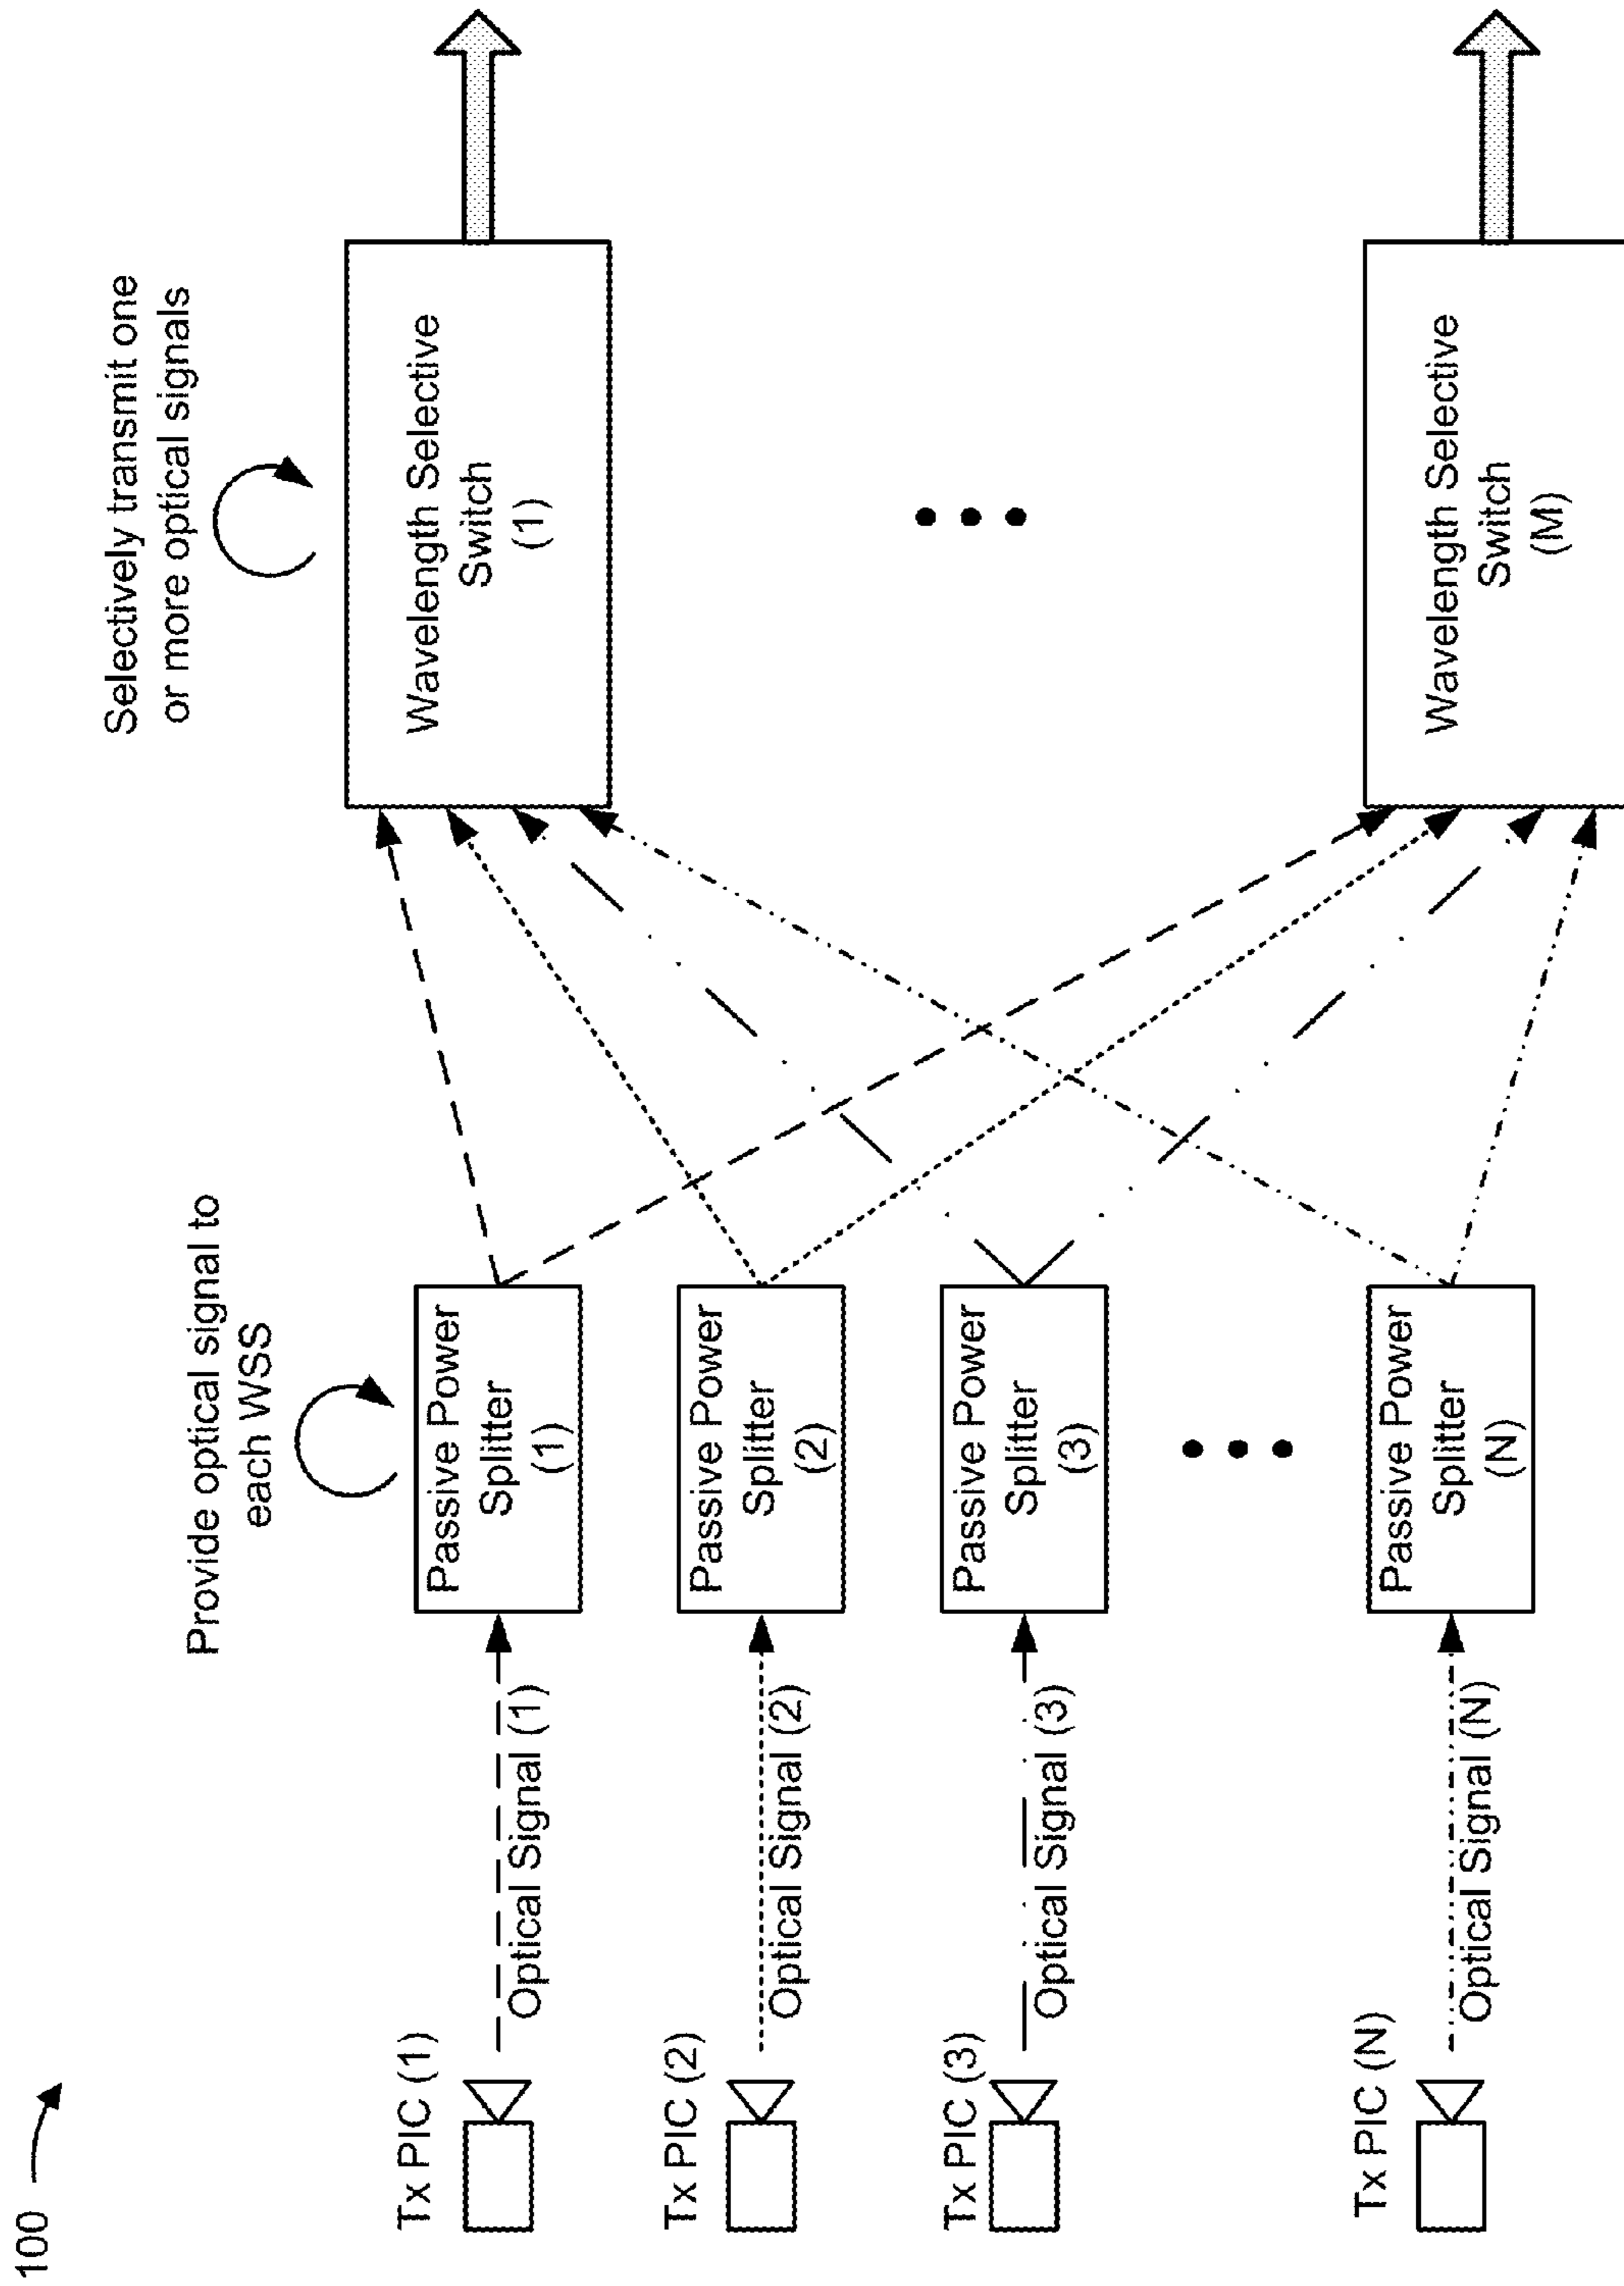 100
Provide optical signal to
each WSS
Selectively transmit one
or more optical signals
Tx PIC (1)
Optical Signal (1)
Passive Power
Splitter
(1)
Wavelength Selective
Switch
(1)
Tx PIC (2)
Optical Signal (2)
Passive Power
Splitter
(2)
Tx PIC (3)
Optical Signal (3)
Passive Power
Splitter
(3)
Tx PIC (N)
Optical Signal (N)
Passive Power
Splitter
(N)
Wavelength Selective
Switch
(M)